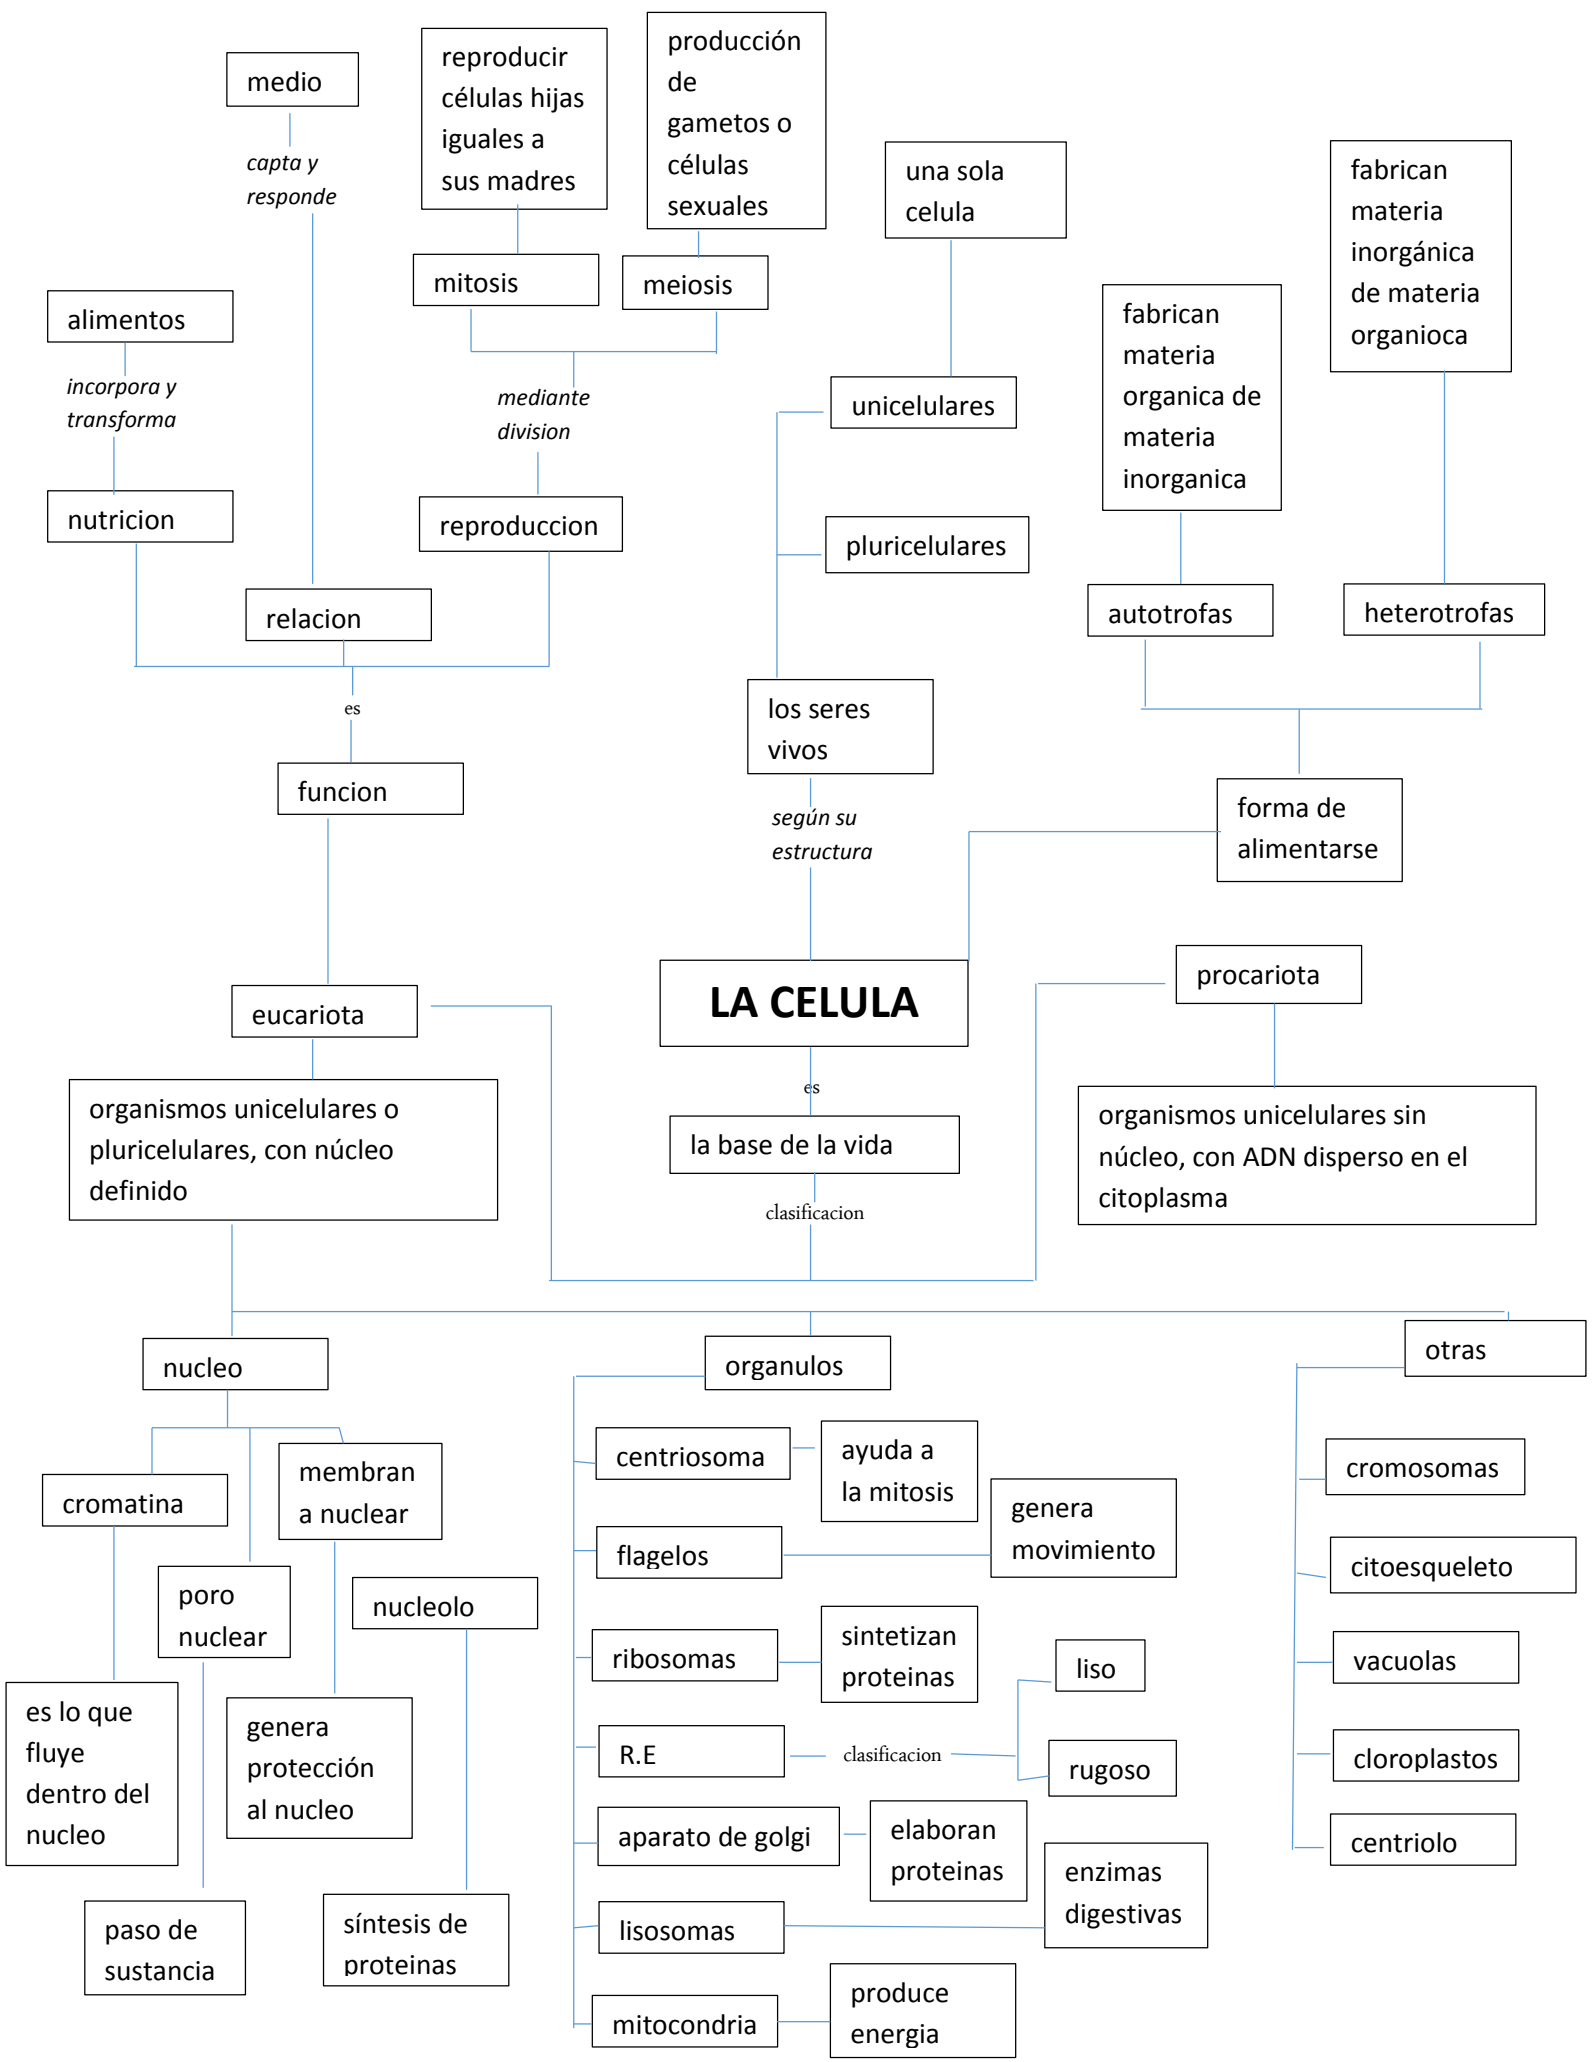 medio
capta y
responde
reproducir
células hijas
iguales a
sus madres
producción
de
gametos o
células
sexuales
una sola
celula
fabrican
materia
inorgánica
de materia
organioca
mitosis
meiosis
alimentos
incorpora y
transforma
mediante
division
fabrican
materia
organica de
materia
inorganica
unicelulares
nutricion
reproduccion
pluricelulares
relacion
autotrofas
heterotrofas
es
los seres
vivos
funcion
según su
estructura
forma de
alimentarse
eucariota
LA CELULA
procariota
es
organismos unicelulares o
pluricelulares, con núcleo
definido
la base de la vida
clasificacion
organismos unicelulares sin
núcleo, con ADN disperso en el
citoplasma
nucleo
organulos
otras
cromatina
membran
a nuclear
poro
nuclear
nucleolo
es lo que
fluye
dentro del
nucleo
genera
protección
al nucleo
paso de
sustancia
síntesis de
proteinas
centriosoma
ayuda a
la mitosis
flagelos
genera
movimiento
ribosomas
sintetizan
proteinas
R.E
clasificacion
liso
rugoso
aparato de golgi
elaboran
proteinas
lisosomas
enzimas
digestivas
mitocondria
produce
energia
cromosomas
citoesqueleto
vacuolas
cloroplastos
centriolo